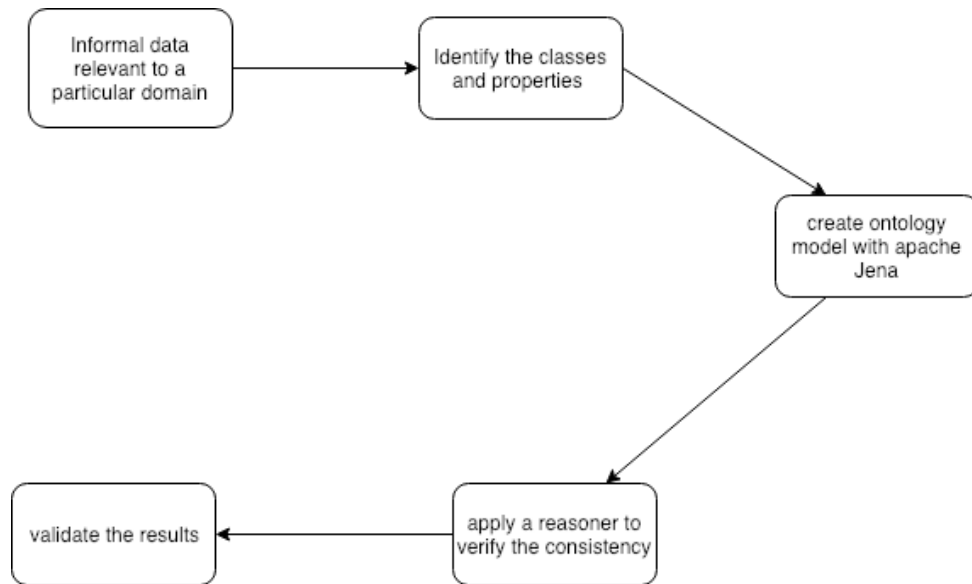 Informal data
relevant to a
particular domain
Identify the classes
and properties
create ontology
model with apache
Jena
apply a reasoner to
verify the consistency
validate the results